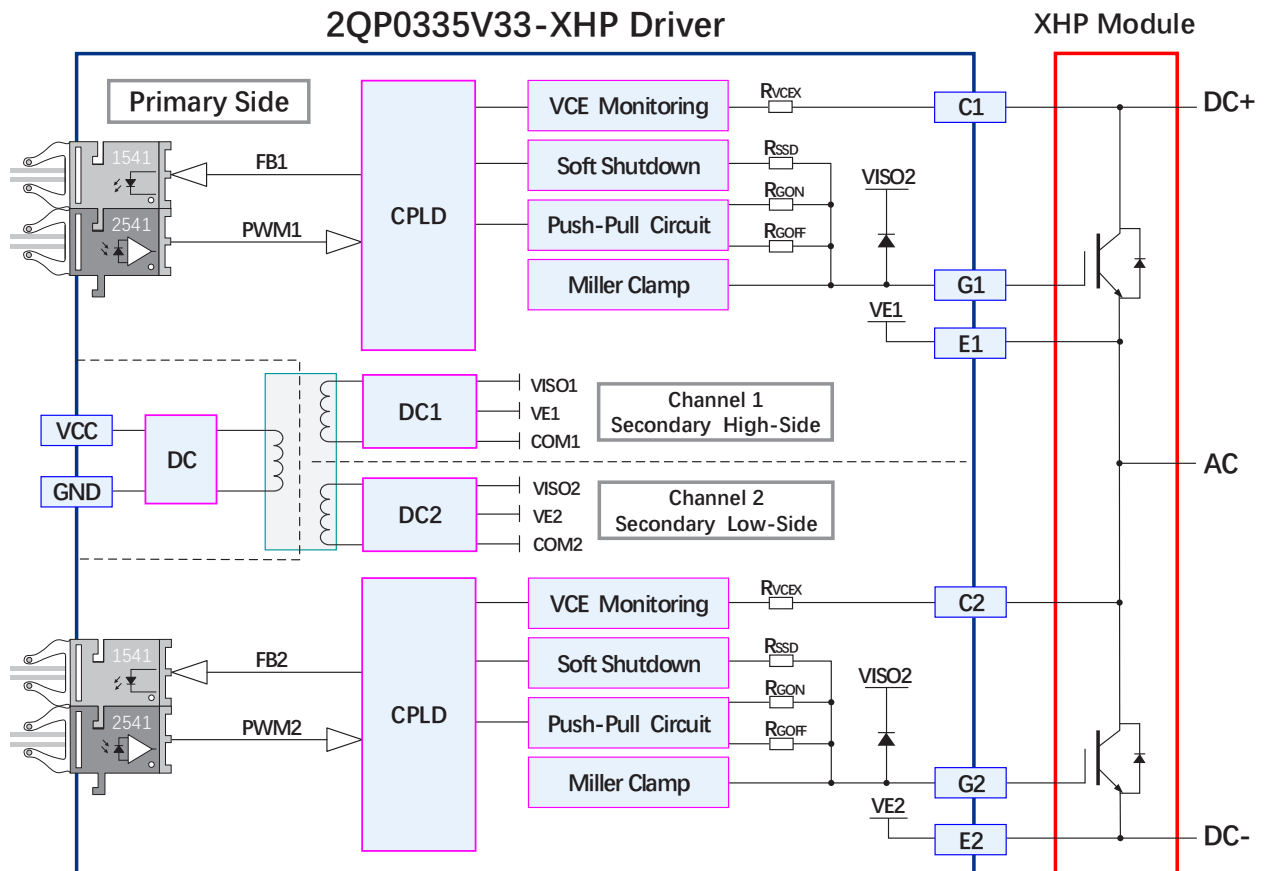 2QP0335V33-XHP Driver
XHP Module
Primary Side
1541
2541
FB1
PWM1
CPLD
VCE Monitoring
Soft Shutdown
Push-Pull Circuit
Miller Clamp
RVCEX
RSSD
RGON
RGOFF
VISO2
VE1
C1
G1
E1
DC+
VCC
GND
DC
DC1
VISO1
VE1
COM1
Channel 1
Secondary High-Side
AC
DC2
VISO2
VE2
COM2
Channel 2
Secondary Low-Side
1541
2541
FB2
PWM2
CPLD
VCE Monitoring
Soft Shutdown
Push-Pull Circuit
Miller Clamp
RVCEX
RSSD
RGON
RGOFF
VISO2
VE2
C2
G2
E2
DC-